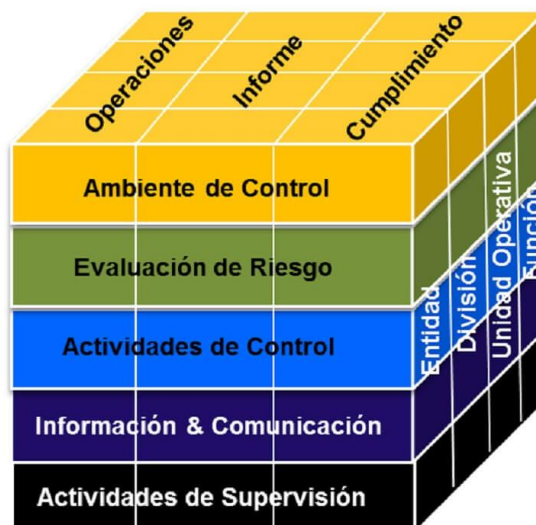 Operaciones
Informe
Cumplimiento
Ambiente de Control
Evaluación de Riesgo
Actividades de Control
Información & Comunicación
Actividades de Supervisión
Entidad
División
Unidad Operativa
Función